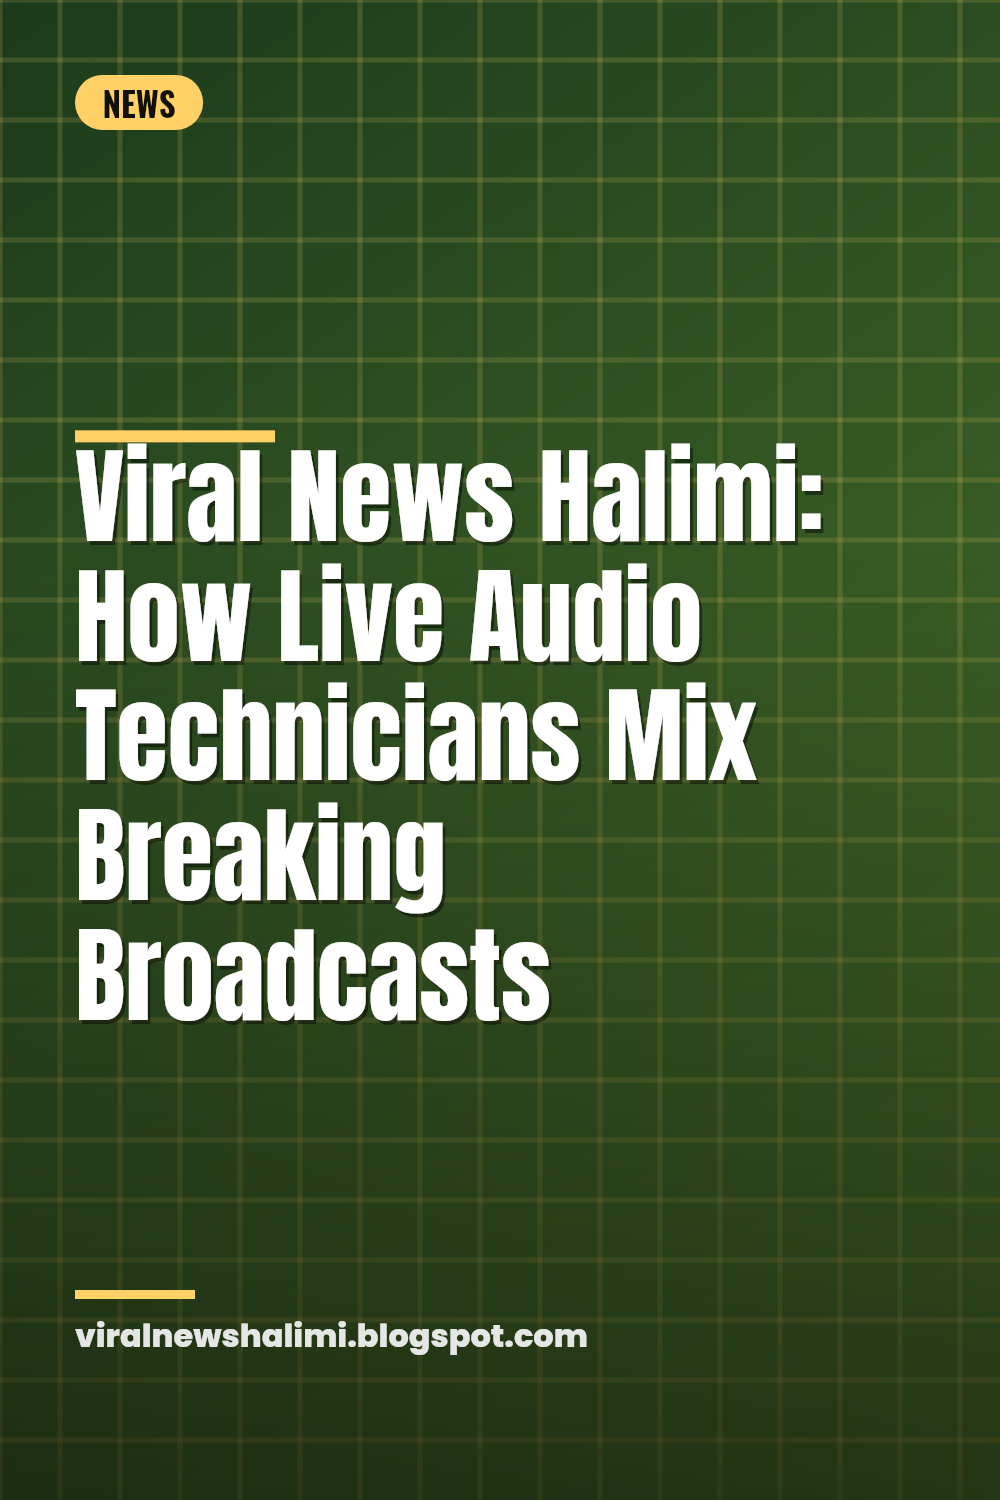 NEWS
Viral News Halimi:
How Live Audio
Technicians Mix
Breaking
Broadcasts
viralnewshalimi.blogspot.com